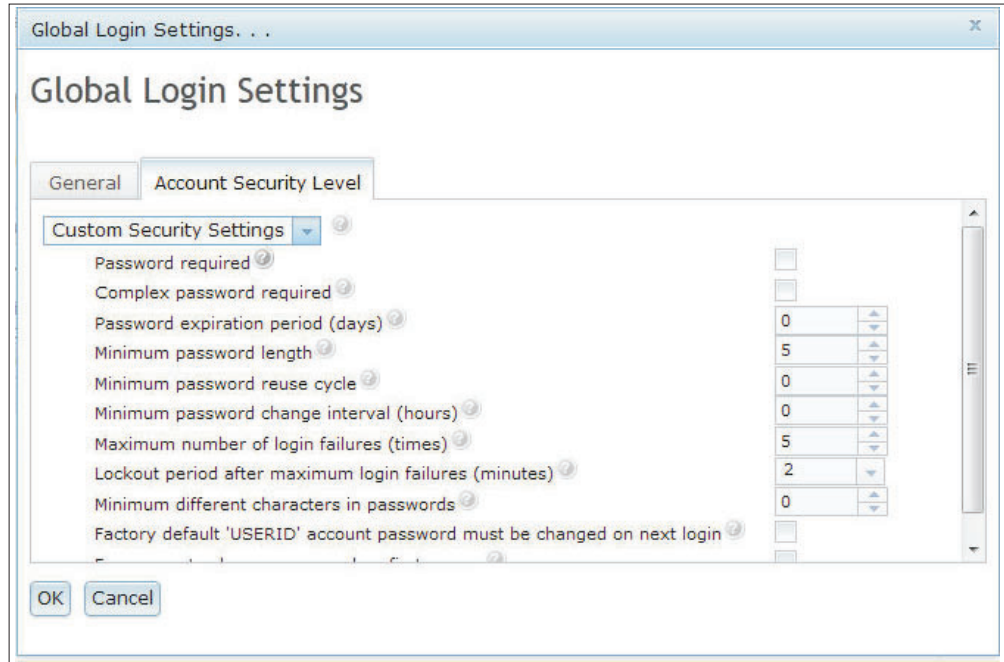 Global Login Settings. . .
x
Global Login Settings
General Account Security Level
Custom Security Settings ?
Password required ?
Complex password required ?
Password expiration period (days) ? 0
Minimum password length ? 5
Minimum password reuse cycle ? 0
Minimum password change interval (hours) ? 0
Maximum number of login failures (times) ? 5
Lockout period after maximum login failures (minutes) ? 2
Minimum different characters in passwords ? 0
Factory default 'USERID' account password must be changed on next login ?
OK Cancel